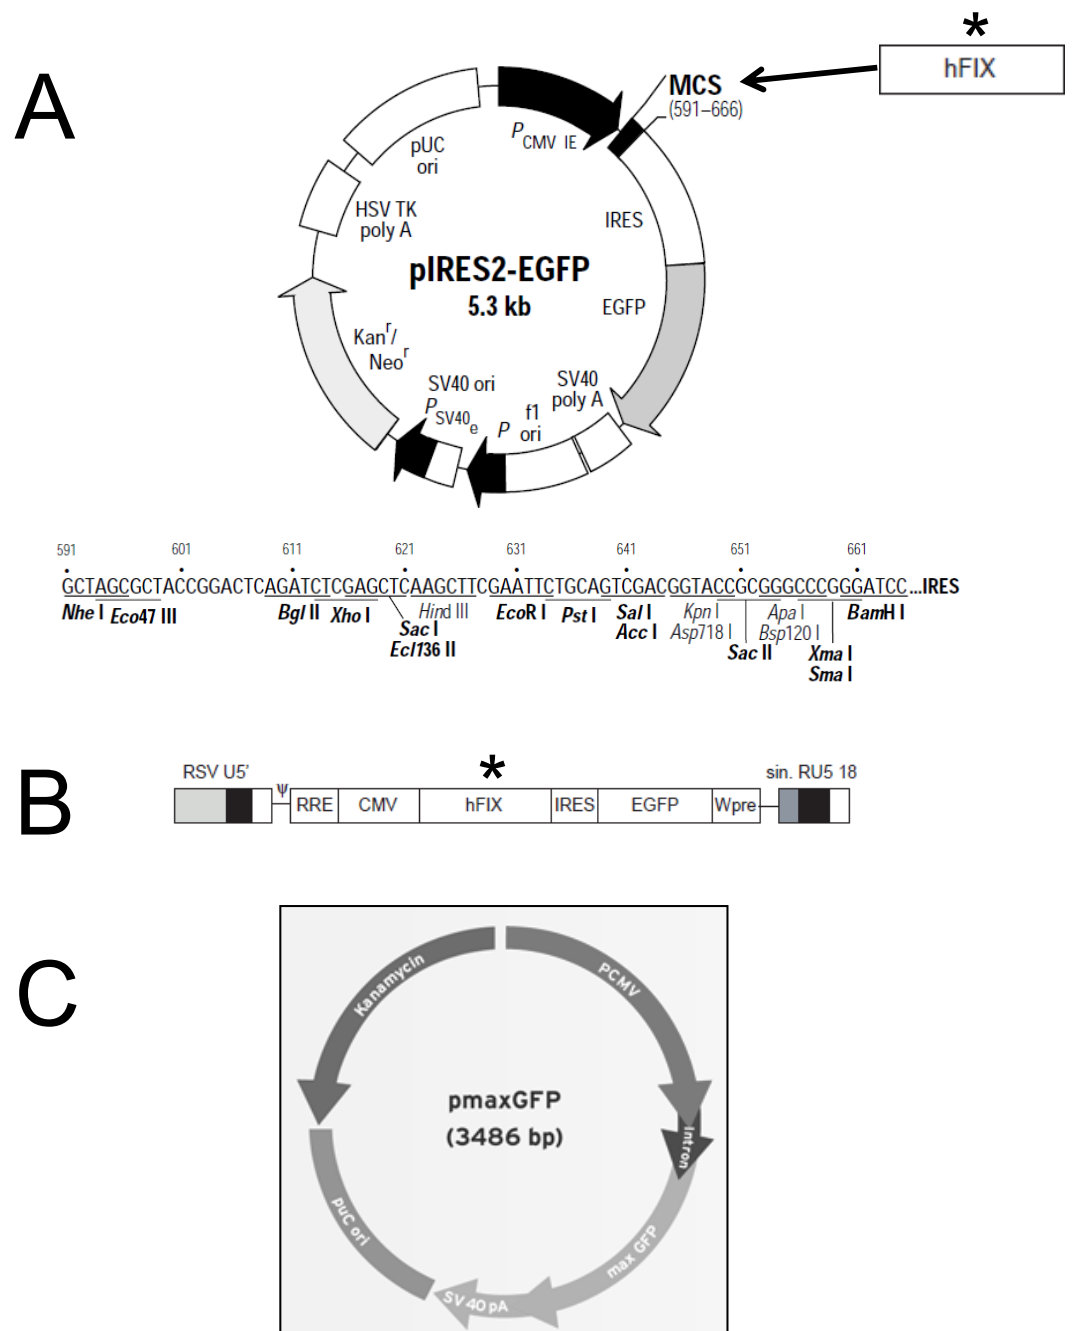 A
*
hFIX
MCS
(591–666)
P CMV IE
pUC
ori
HSV TK
poly A
IRES
pIRES2-EGFP
5.3 kb
EGFP
Kanr/
Neor
SV40 ori
P SV40e
SV40
poly A
P
f1
ori
591 601 611 621 631 641 651 661
GCTAGCGCTACCGGACTCAGATCTCGAGCTCAAGCTTCGAATTCTGCAGTCGACGGTACCGCGGGCCCGGGATCC...IRES
Nhe I Eco47 III Bgl II Xho I Hind III EcoR I Pst I Sal I Kpn I Apa I BamH I
Sac I Acc I Asp718 I Bsp120 I
Ecl136 II Sac II Xma I
Sma I
B
*
RSV U5' ψ sin. RU5 18
RRE CMV hFIX IRES EGFP Wpre
C
Kanamycin
PCMV
pmaxGFP
(3486 bp)
Intron
puC ori
max GFP
SV40 pA